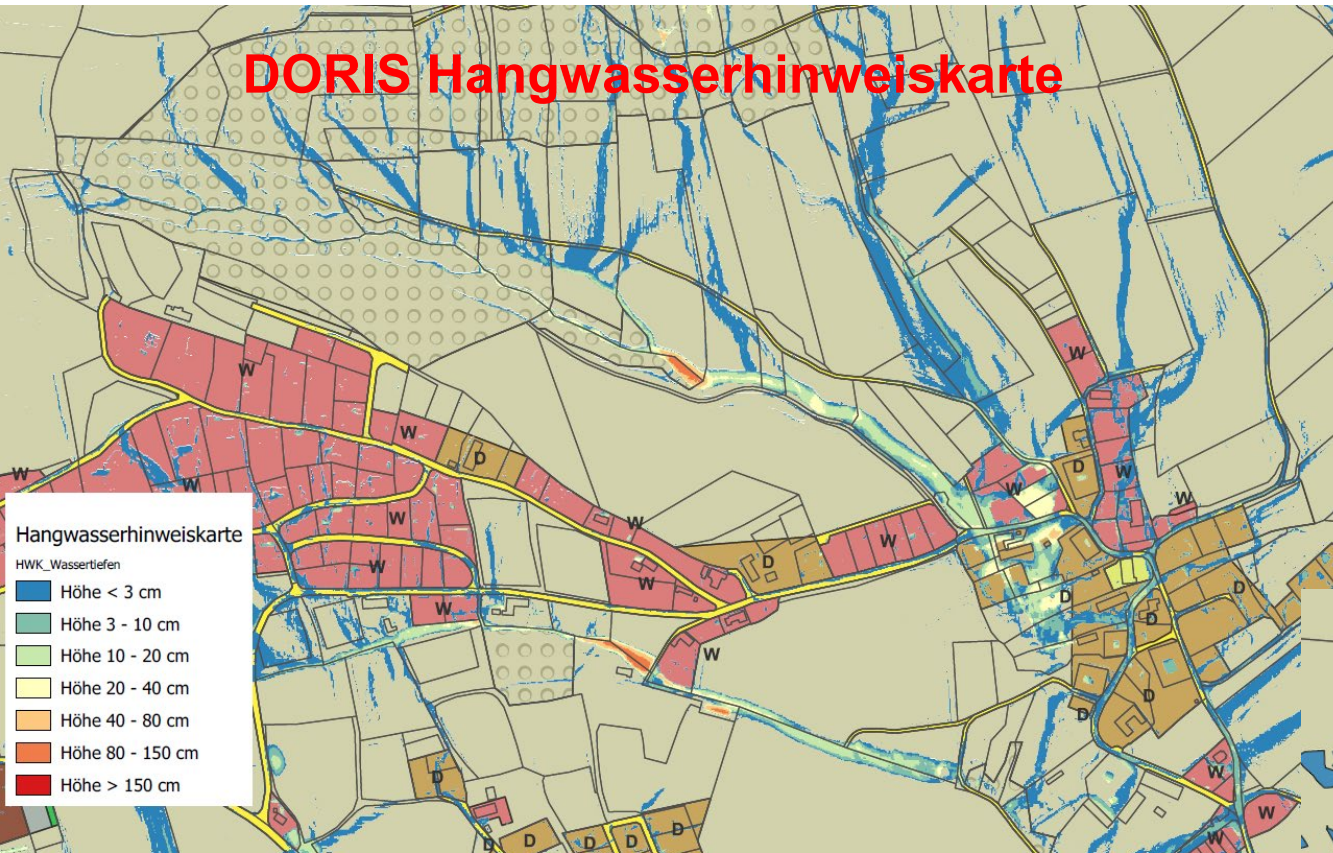 DORIS Hangwasserhinweiskarte
W
W
W
D
W
W
W
W
D
W
W
W
W
W
W
D
W
W
D
W
D
D
D
W
D
D
W
D
W
W
D
D
D
D
D
W
Hangwasserhinweiskarte
HWK_Wassertiefen
Höhe < 3 cm
Höhe 3 - 10 cm
Höhe 10 - 20 cm
Höhe 20 - 40 cm
Höhe 40 - 80 cm
Höhe 80 - 150 cm
Höhe > 150 cm